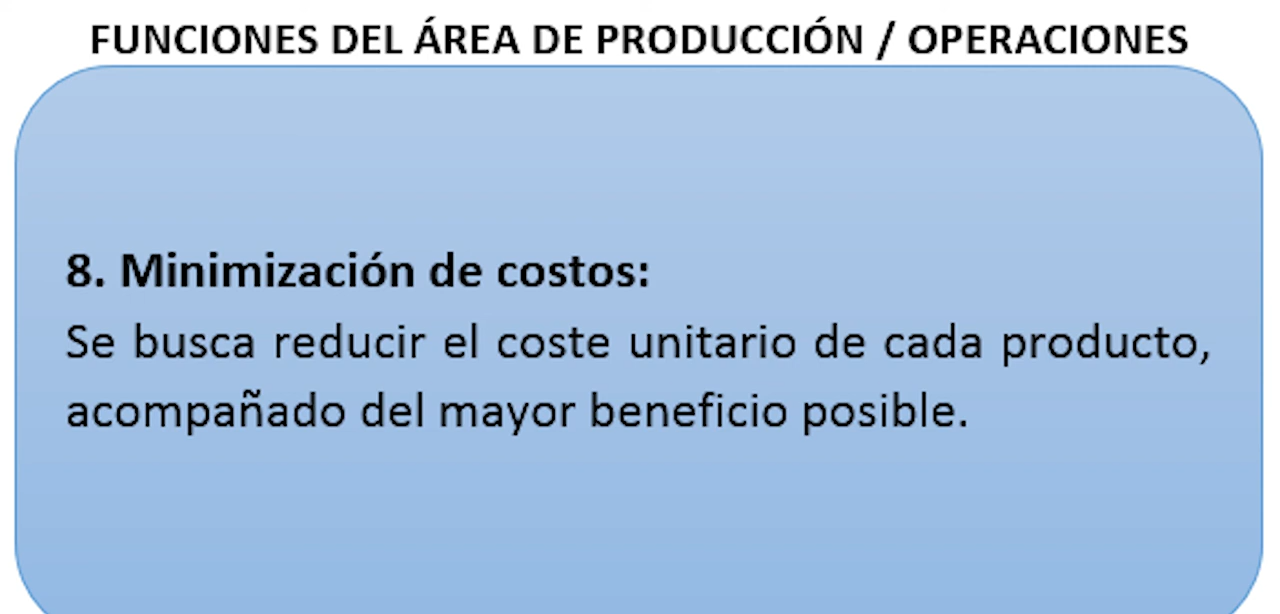 FUNCIONES DEL ÁREA DE PRODUCCIÓN / OPERACIONES
8. Minimización de costos:
Se busca reducir el coste unitario de cada producto,
acompañado del mayor beneficio posible.